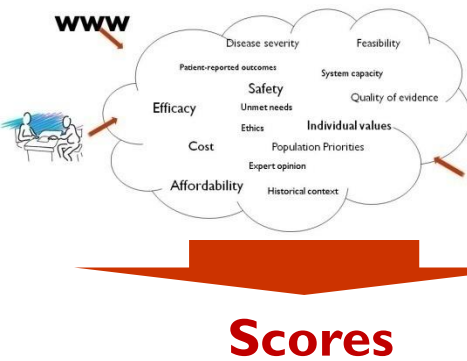 WWW
Disease severity
Feasibility
Patient-reported outcomes
System capacity
Safety
Quality of evidence
Efficacy
Unmet needs
Ethics
Individual values
Cost
Population Priorities
Expert opinion
Affordability
Historical context
Scores